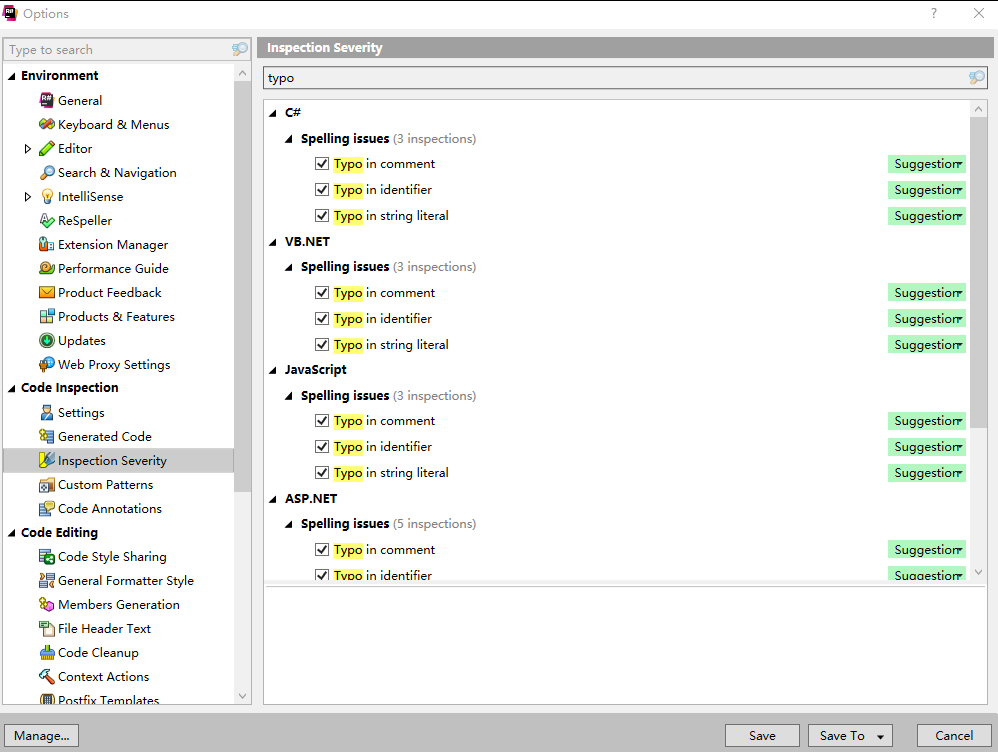 Options
?
Type to search
Environment
General
Keyboard & Menus
Editor
Search & Navigation
IntelliSense
ReSpeller
Extension Manager
Performance Guide
Product Feedback
Products & Features
Updates
Web Proxy Settings
Code Inspection
Settings
Generated Code
Inspection Severity
Custom Patterns
Code Annotations
Code Editing
Code Style Sharing
General Formatter Style
Members Generation
File Header Text
Code Cleanup
Context Actions
Postfix Templates
Inspection Severity
typo
C#
Spelling issues (3 inspections)
Typo in comment Suggestion
Typo in identifier Suggestion
Typo in string literal Suggestion
VB.NET
Spelling issues (3 inspections)
Typo in comment Suggestion
Typo in identifier Suggestion
Typo in string literal Suggestion
JavaScript
Spelling issues (3 inspections)
Typo in comment Suggestion
Typo in identifier Suggestion
Typo in string literal Suggestion
ASP.NET
Spelling issues (5 inspections)
Typo in comment Suggestion
Typo in identifier Suggestion
Manage... Save Save To Cancel